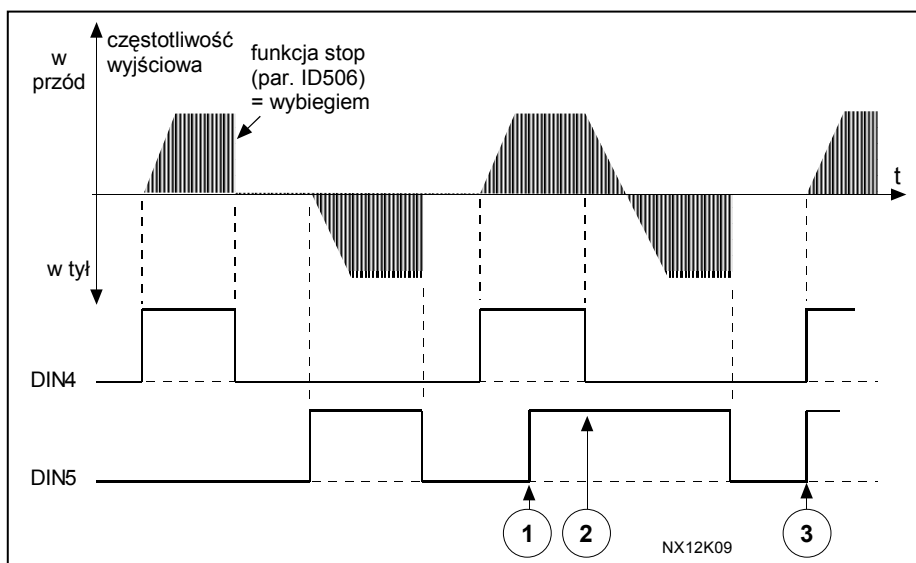 w
przód
częstotliwość
wyjściowa
funkcja stop
(par. ID506)
= wybiegiem
t
w tył
DIN4
DIN5
1
2
3
NX12K09